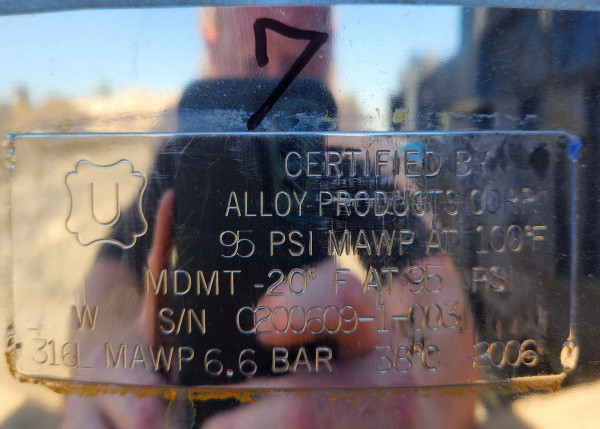 7
CERTIFIED BY
U
ALLOY PRODUCTS CORP
95 PSI MAWP AT 100°F
MDMT -20° F AT 95 PSI
W S/N 0200609-1-003
316L MAWP 6.6 BAR 38°C 2006